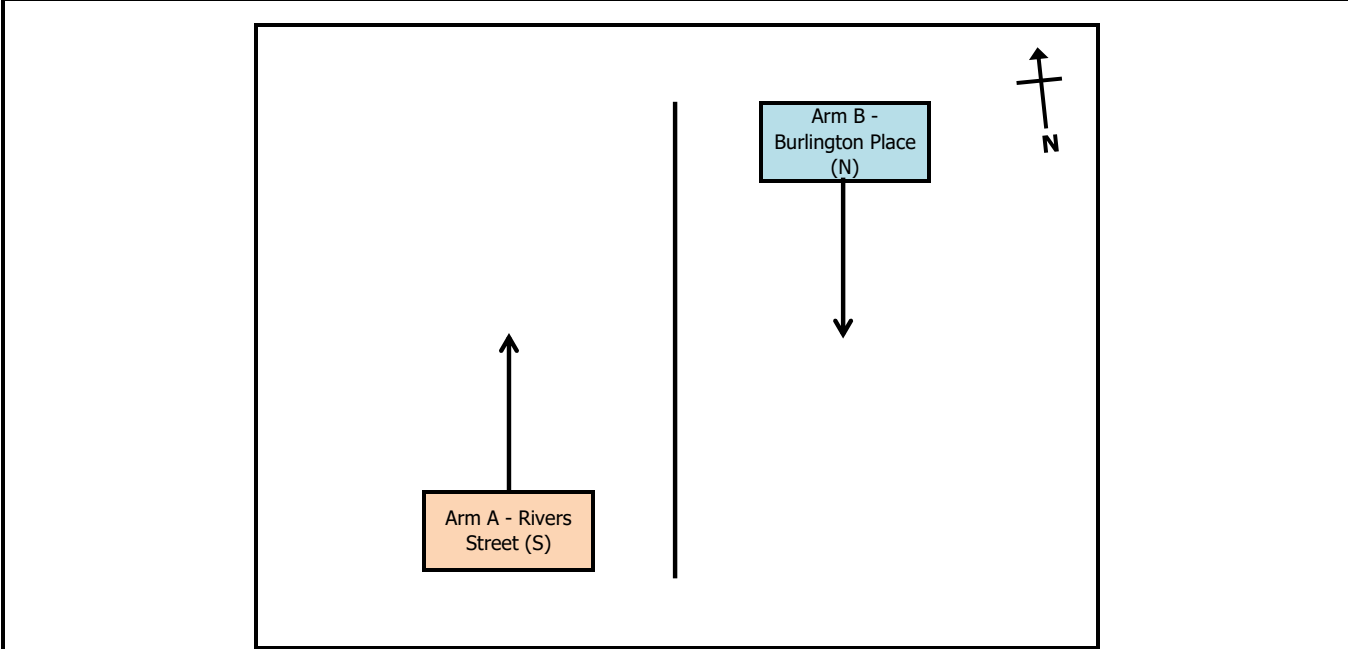 Arm B -
Burlington Place
(N)
N
Arm A - Rivers
Street (S)